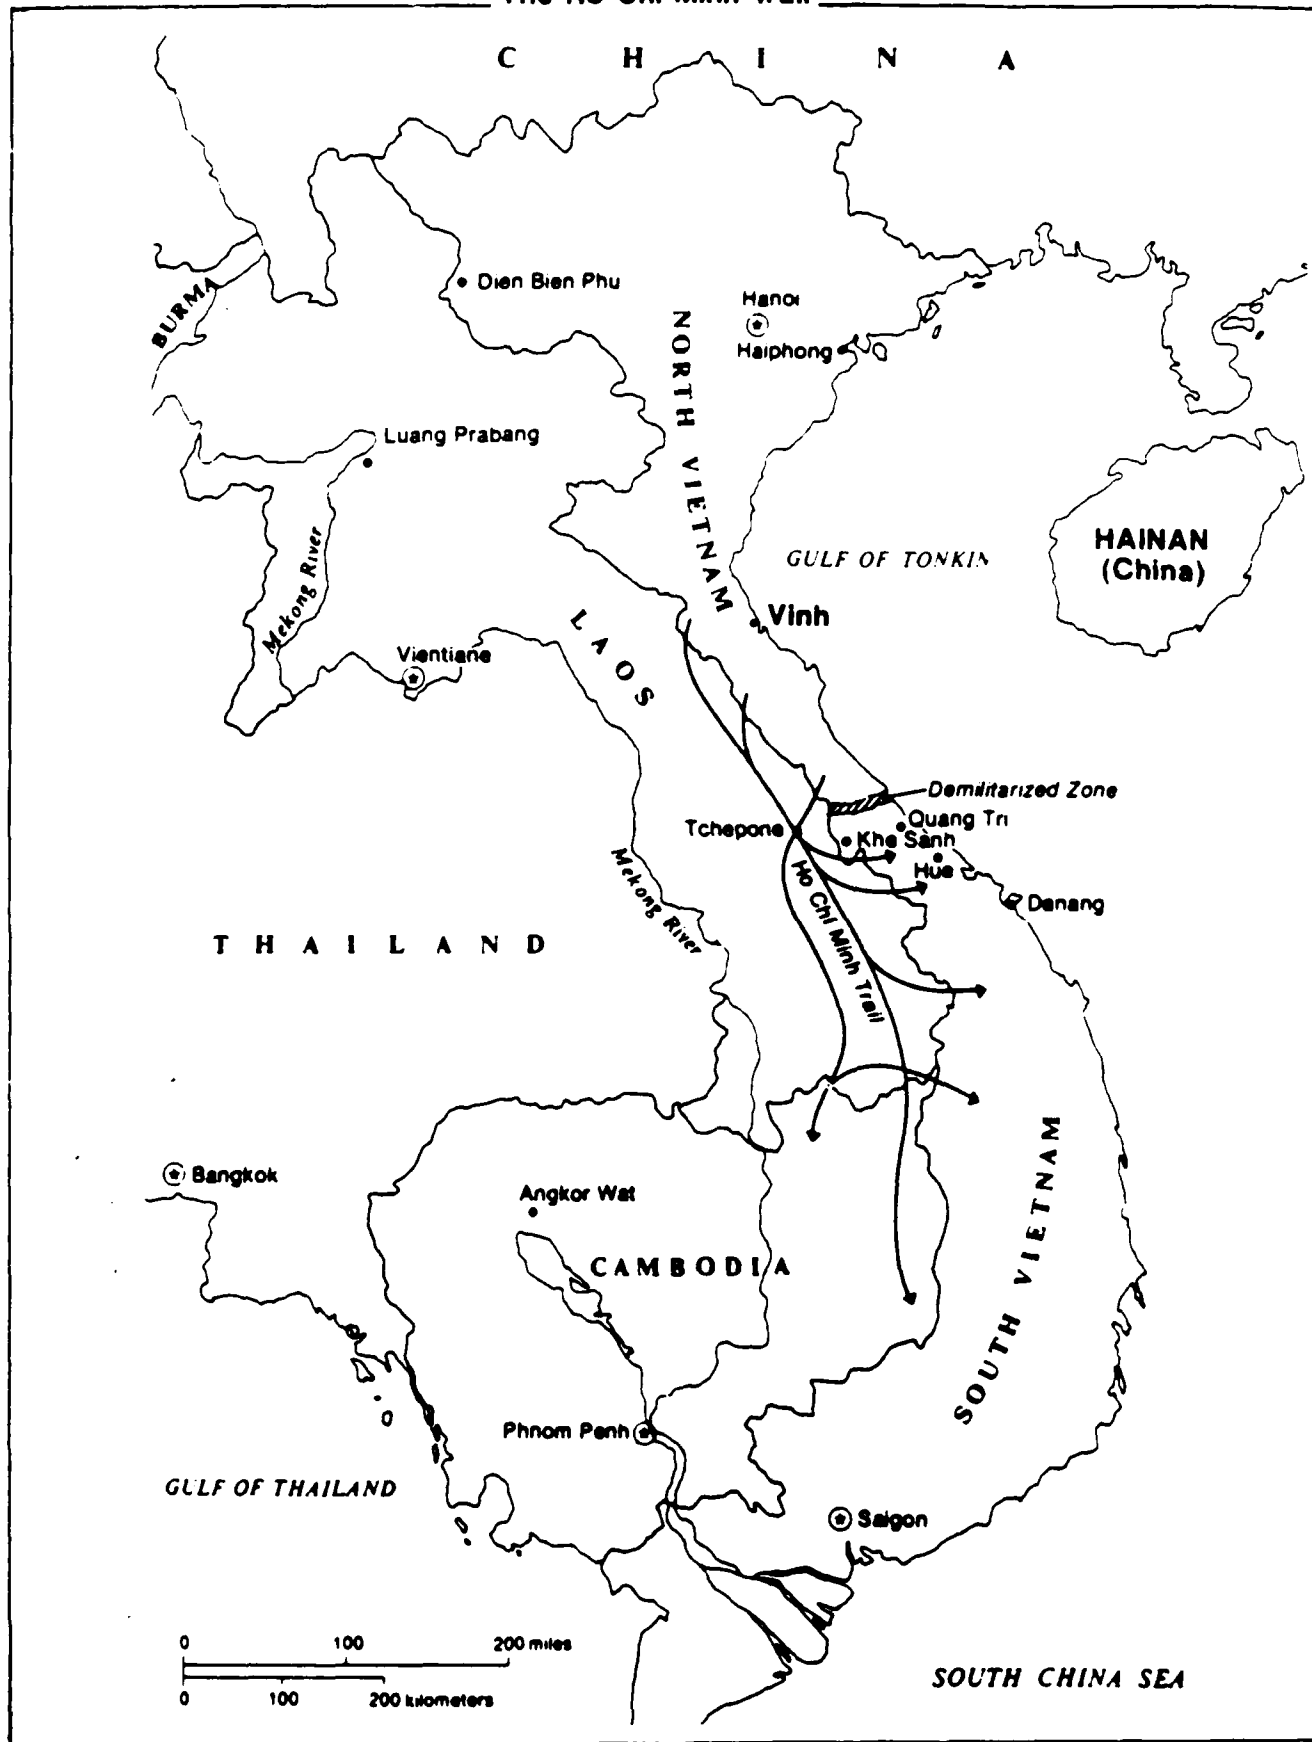 C H I N A
Dien Bien Phu
BURMA
Hanoi
Haiphong
NORTH VIETNAM
Luang Prabang
Mekong River
GULF OF TONKIN
HAINAN
(China)
Vinh
LAOS
Vientiane
Demilitarized Zone
Quang Tri
Tchepone
Khe Sanh
Hue
Mekong River
Ho Chi Minh Trail
Danang
T H A I L A N D
Bangkok
Angkor Wat
CAMBODIA
SOUTH VIETNAM
Phnom Penh
GULF OF THAILAND
Saigon
0 100 200 miles
0 100 200 kilometers
SOUTH CHINA SEA